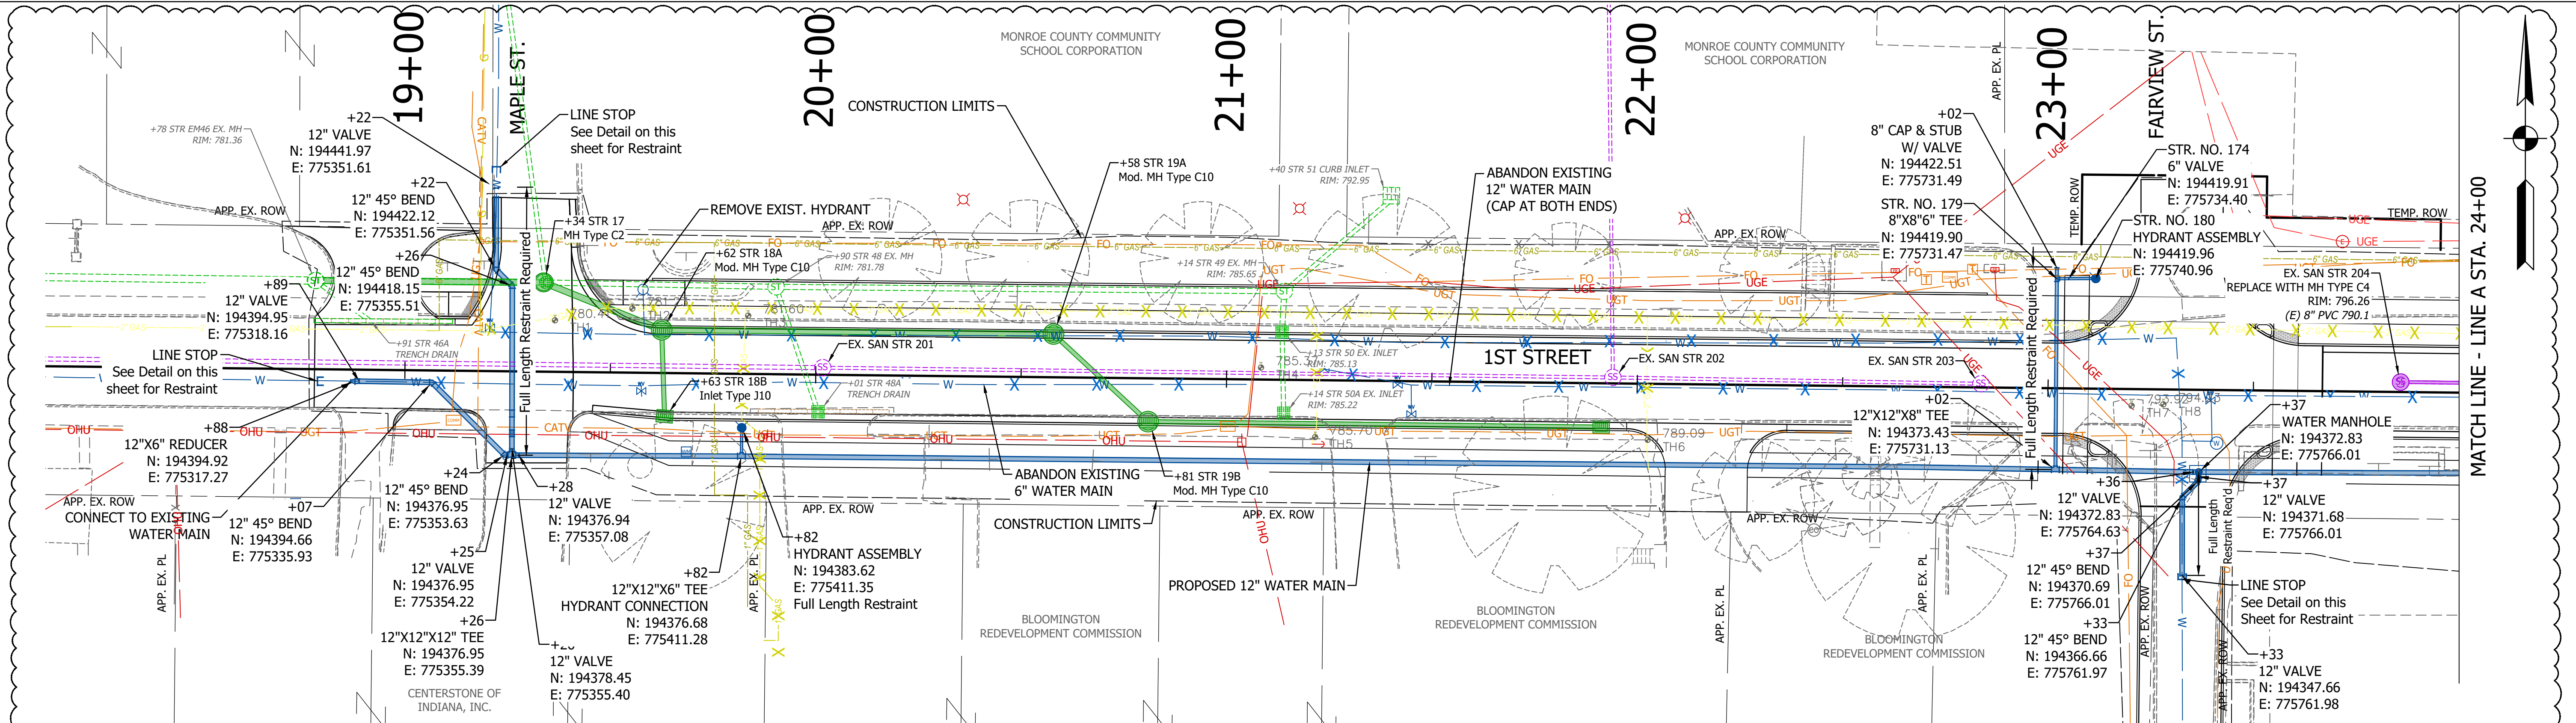 19+00
20+00
21+00
22+00
23+00
MAPLE ST.
FAIRVIEW ST.
MONROE COUNTY COMMUNITY
SCHOOL CORPORATION
MONROE COUNTY COMMUNITY
SCHOOL CORPORATION
APP. EX. PL
+78 STR EM46 EX. MH
RIM: 781.36
+22
12" VALVE
N: 194441.97
E: 775351.61
LINE STOP
See Detail on this
sheet for Restraint
CONSTRUCTION LIMITS
+58 STR 19A
Mod. MH Type C10
+40 STR 51 CURB INLET
RIM: 792.95
ABANDON EXISTING
12" WATER MAIN
(CAP AT BOTH ENDS)
+02
8" CAP & STUB
W/ VALVE
N: 194422.51
E: 775731.49
STR. NO. 174
6" VALVE
N: 194419.91
E: 775734.40
STR. NO. 179
8"X8"6" TEE
N: 194419.90
E: 775731.47
STR. NO. 180
HYDRANT ASSEMBLY
N: 194419.96
E: 775740.96
TEMP. ROW
TEMP. ROW
EX. SAN STR 204
REPLACE WITH MH TYPE C4
RIM: 796.26
(E) 8" PVC 790.1
MATCH LINE - LINE A STA. 24+00
APP. EX. ROW
+22
12" 45° BEND
N: 194422.12
E: 775351.56
REMOVE EXIST. HYDRANT
APP. EX. ROW
APP. EX. ROW
+34 STR 17
MH Type C2
+62 STR 18A
Mod. MH Type C10
+90 STR 48 EX. MH
RIM: 781.78
+14 STR 49 EX. MH
RIM: 785.65
+26
12" 45° BEND
N: 194418.15
E: 775355.51
+89
12" VALVE
N: 194394.95
E: 775318.16
+91 STR 46A
TRENCH DRAIN
LINE STOP
See Detail on this
sheet for Restraint
Full Length Restraint Required
TH1
TH2
TH3
EX. SAN STR 201
+13 STR 50 EX. INLET
RIM: 785.13
TH4
1ST STREET
EX. SAN STR 202
EX. SAN STR 203
Full Length Restraint Required
+63 STR 18B
Inlet Type J10
+01 STR 48A
TRENCH DRAIN
+14 STR 50A EX. INLET
RIM: 785.22
TH5
789.09
TH6
TH7
TH8
+02
12"X12"X8" TEE
N: 194373.43
E: 775731.13
+37
WATER MANHOLE
N: 194372.83
E: 775766.01
+88
12"X6" REDUCER
N: 194394.92
E: 775317.27
CONNECT TO EXISTING
WATER MAIN
APP. EX. ROW
APP. EX. PL
+07
12" 45° BEND
N: 194394.66
E: 775335.93
+24
12" 45° BEND
N: 194376.95
E: 775353.63
+25
12" VALVE
N: 194376.95
E: 775354.22
+26
12"X12"X12" TEE
N: 194376.95
E: 775355.39
+28
12" VALVE
N: 194376.94
E: 775357.08
12" VALVE
N: 194378.45
E: 775355.40
+82
12"X12"X6" TEE
HYDRANT CONNECTION
N: 194376.68
E: 775411.28
APP. EX. PL
+82
HYDRANT ASSEMBLY
N: 194383.62
E: 775411.35
Full Length Restraint
APP. EX. ROW
ABANDON EXISTING
6" WATER MAIN
CONSTRUCTION LIMITS
+81 STR 19B
Mod. MH Type C10
APP. EX. ROW
PROPOSED 12" WATER MAIN
APP. EX. ROW
APP. EX. PL
APP. EX. PL
+36
12" VALVE
N: 194372.83
E: 775764.63
+37
12" 45° BEND
N: 194370.69
E: 775766.01
+33
12" 45° BEND
N: 194366.66
E: 775761.97
+37
12" VALVE
N: 194371.68
E: 775766.01
Full Length
Restraint Req'd
LINE STOP
See Detail on this
Sheet for Restraint
+33
12" VALVE
N: 194347.66
E: 775761.98
APP. EX. ROW
APP. EX. ROW
BLOOMINGTON
REDEVELOPMENT COMMISSION
BLOOMINGTON
REDEVELOPMENT COMMISSION
BLOOMINGTON
REDEVELOPMENT COMMISSION
CENTERSTONE OF
INDIANA, INC.